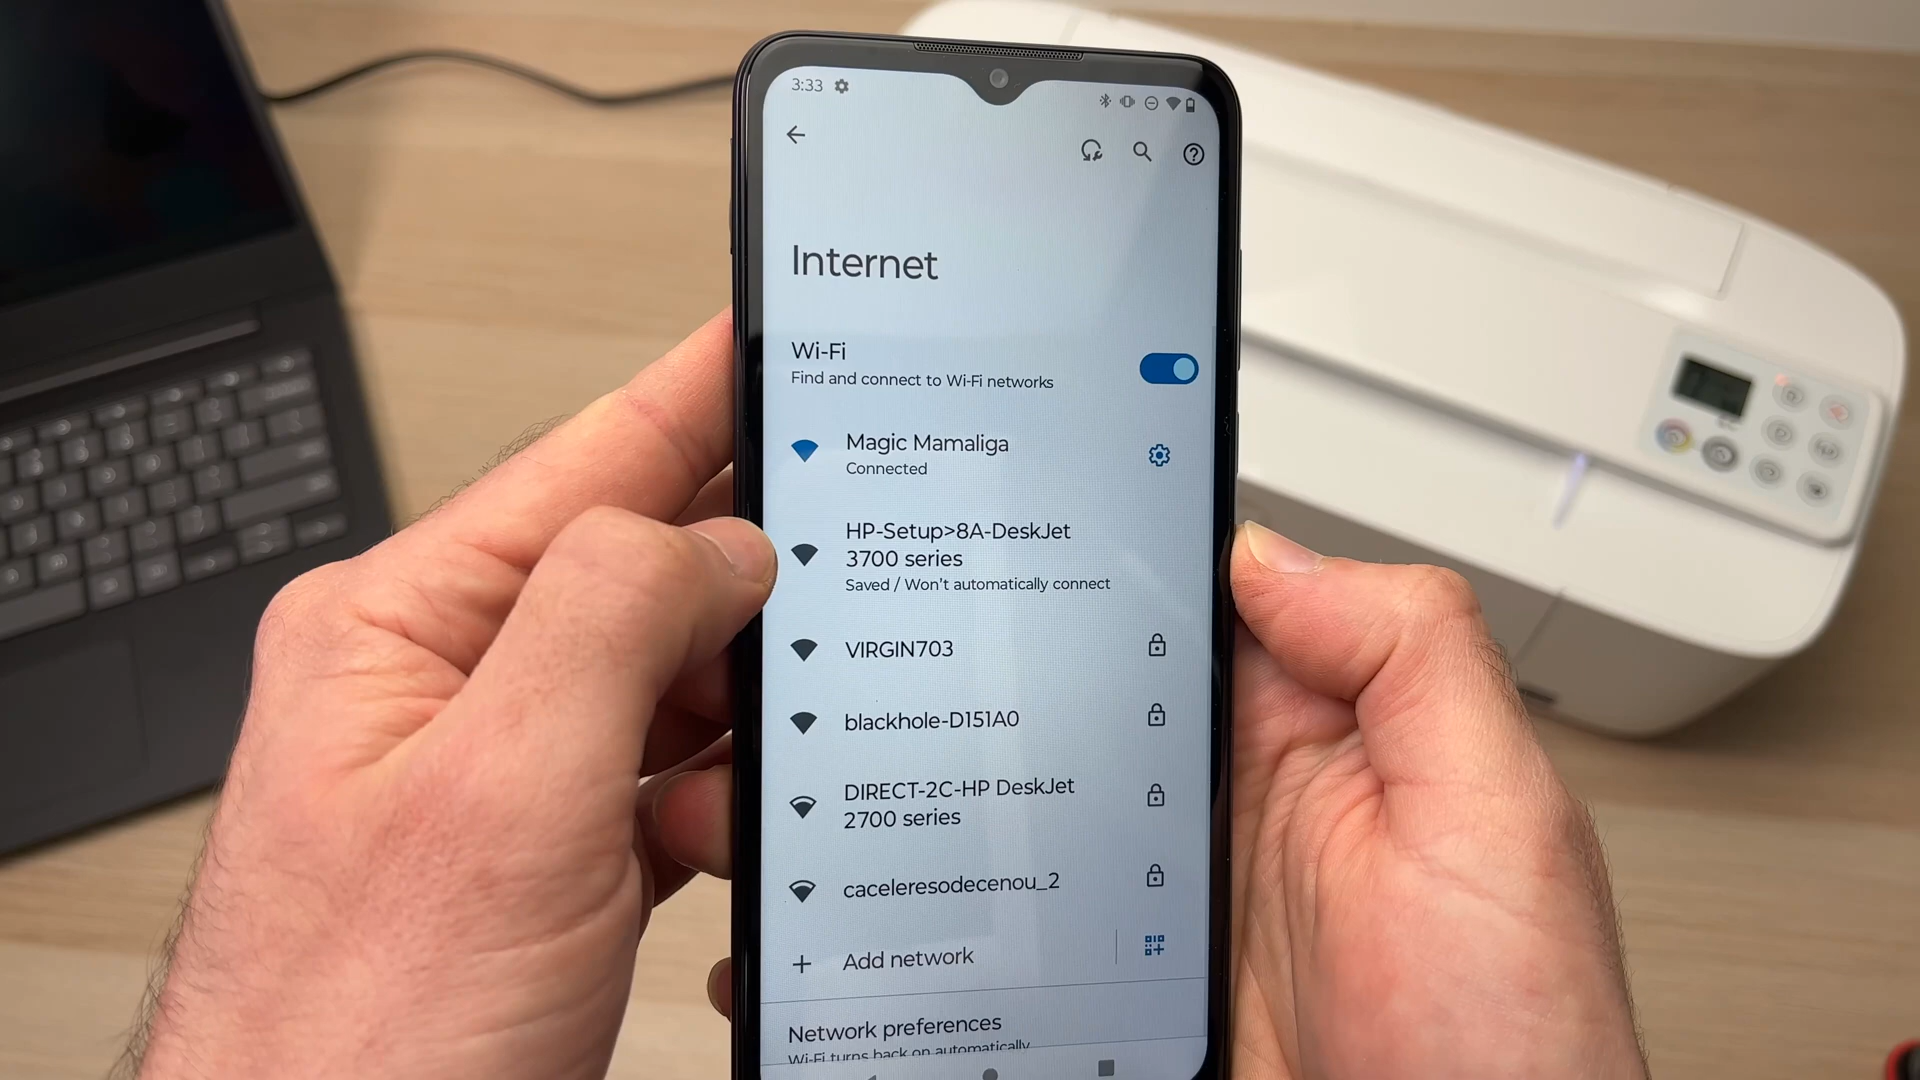 3:33
Internet
Wi-Fi
Find and connect to Wi-Fi networks
Magic Mamaliga
Connected
HP-Setup>8A-DeskJet
3700 series
Saved / Won't automatically connect
VIRGIN703
blackhole-D151A0
DIRECT-2C-HP DeskJet
2700 series
caceleresodecenou_2
Add network
Network preferences
Wi-Fi turns back on automatically